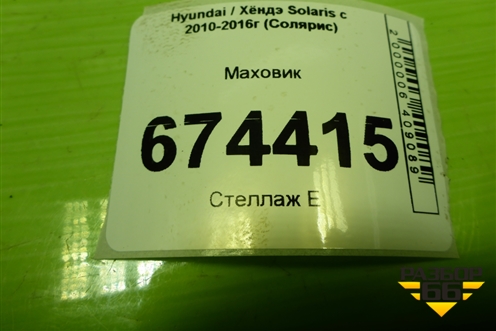 Hyundai / Хёндэ Solaris с
2010-2016г (Солярис)
Маховик
674415
Стеллаж Е
2000006409089
РАЗБОР
66